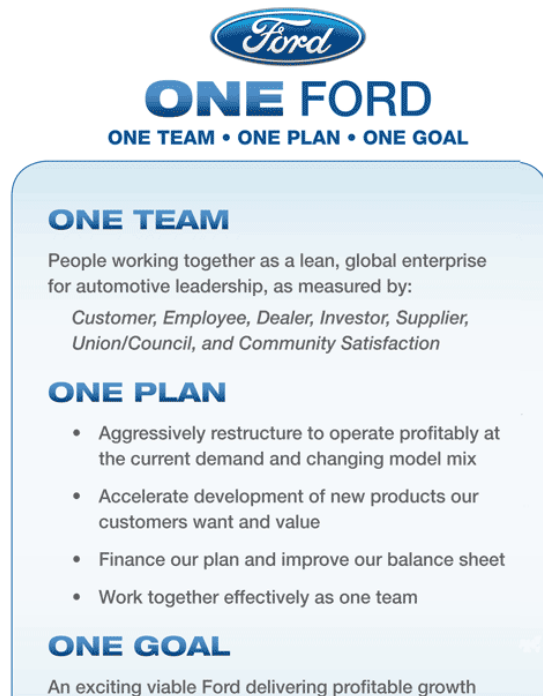 Ford
ONE FORD
ONE TEAM • ONE PLAN • ONE GOAL
ONE TEAM
People working together as a lean, global enterprise
for automotive leadership, as measured by:
Customer, Employee, Dealer, Investor, Supplier,
Union/Council, and Community Satisfaction
ONE PLAN
• Aggressively restructure to operate profitably at
the current demand and changing model mix
• Accelerate development of new products our
customers want and value
• Finance our plan and improve our balance sheet
• Work together effectively as one team
ONE GOAL
An exciting viable Ford delivering profitable growth